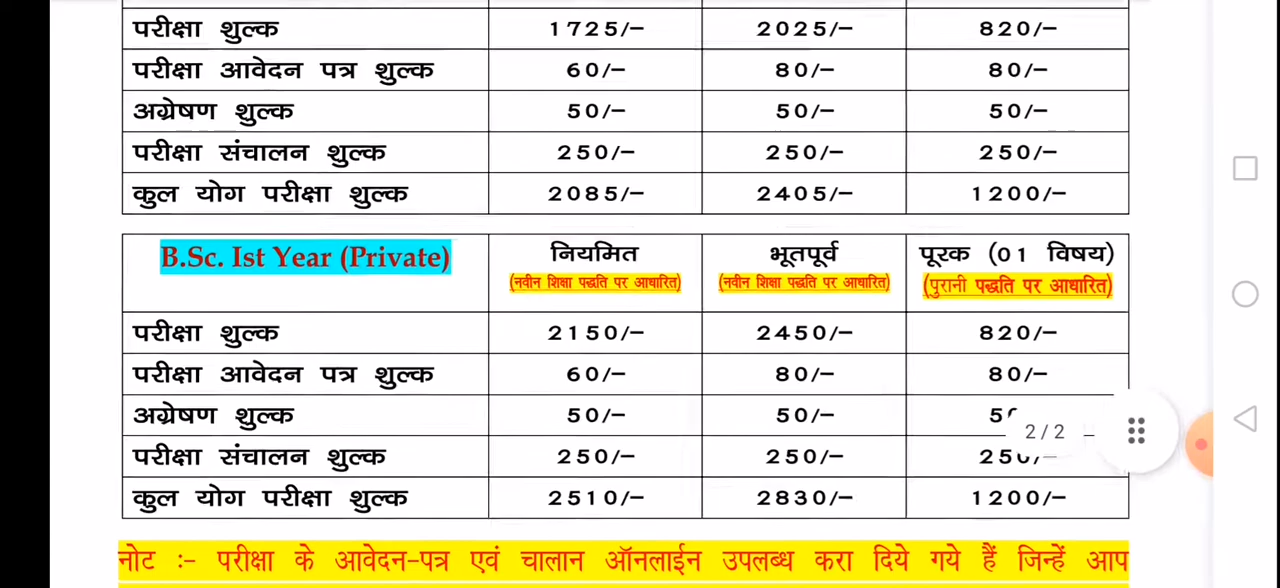 परीक्षा शुल्क 1725/- 2025/- 820/-
परीक्षा आवेदन पत्र शुल्क 60/- 80/- 80/-
अग्रेषण शुल्क 50/- 50/- 50/-
परीक्षा संचालन शुल्क 250/- 250/- 250/-
कुल योग परीक्षा शुल्क 2085/- 2405/- 1200/-
B.Sc. Ist Year (Private) नियमित भूतपूर्व पूरक (01 विषय)
(नवीन शिक्षा पद्धति पर आधारित) (नवीन शिक्षा पद्धति पर आधारित) (पुरानी पद्धति पर आधारित)
परीक्षा शुल्क 2150/- 2450/- 820/-
परीक्षा आवेदन पत्र शुल्क 60/- 80/- 80/-
अग्रेषण शुल्क 50/- 50/-
2/2
परीक्षा संचालन शुल्क 250/- 250/- 250/-
कुल योग परीक्षा शुल्क 2510/- 2830/- 1200/-
नोट :- परीक्षा के आवेदन-पत्र एवं चालान ऑनलाईन उपलब्ध करा दिये गये हैं जिन्हें आप